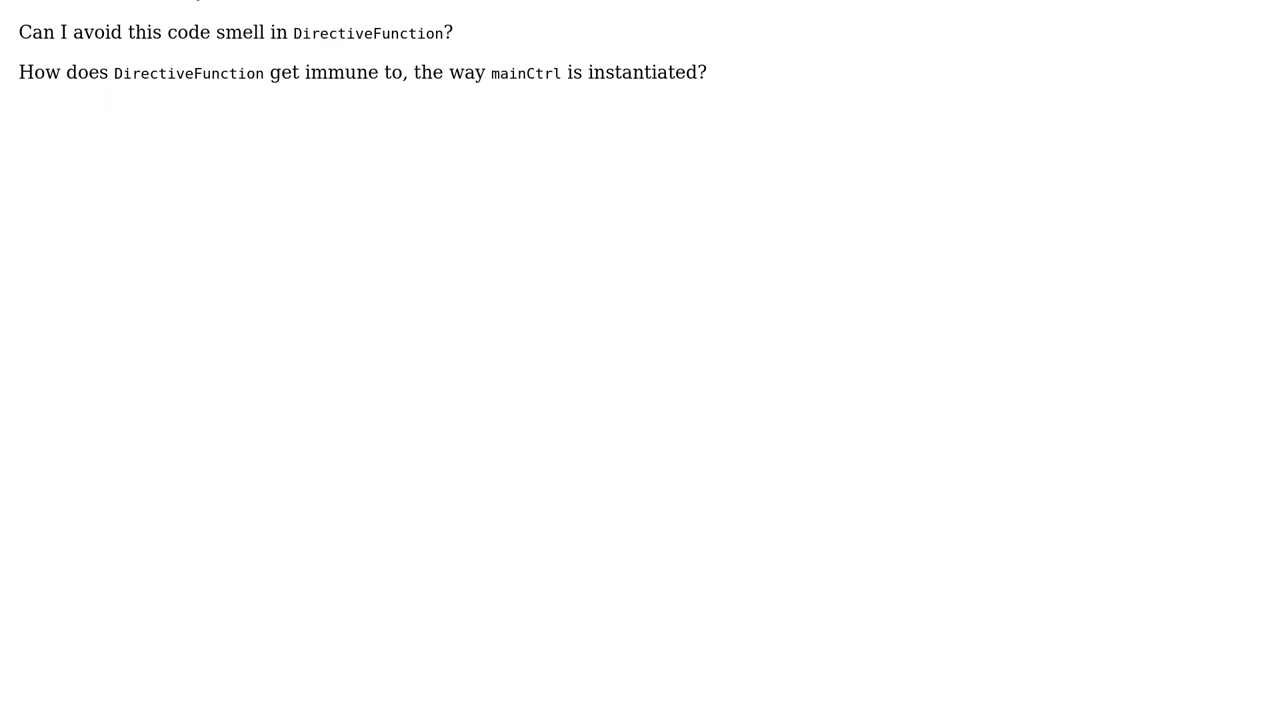 Can I avoid this code smell in DirectiveFunction?
How does DirectiveFunction get immune to, the way mainCtrl is instantiated?